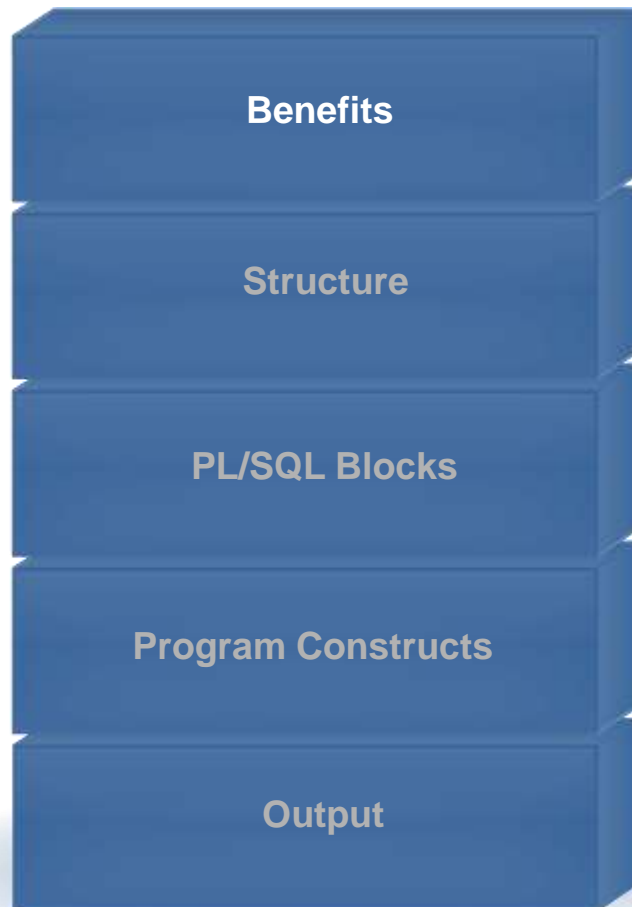 Benefits
Structure
PL/SQL Blocks
Program Constructs
Output